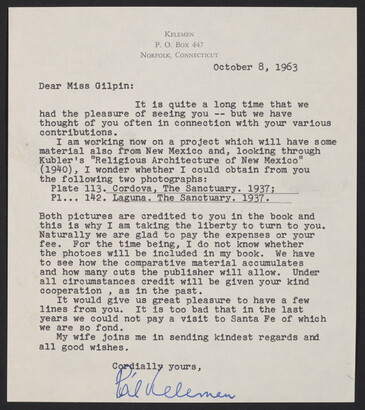 KELEMEN
P. O. BOX 447
NORFOLK, CONNECTICUT
October 8, 1963
Dear Miss Gilpin:
It is quite a long time that we
had the pleasure of seeing you -- but we have
thought of you often in connection with your various
contributions.
I am working now on a project which will have some
material also from New Mexico and, looking through
Kubler's "Religious Architecture of New Mexico"
(1940), I wonder whether I could obtain from you
the following two photographs:
Plate 113. Cordova, The Sanctuary. 1937;
Pl... 142. Laguna. The Sanctuary. 1937.
Both pictures are credited to you in the book and
this is why I am taking the liberty to turn to you.
Naturally we are glad to pay the expenses or your
fee. For the time being, I do not know whether
the photoes will be included in my book. We have
to see how the comparative material accumulates
and how many cuts the publisher will allow. Under
all circumstances credit will be given your kind
cooperation , as in the past.
It would give us great pleasure to have a few
lines from you. It is too bad that in the last
years we could not pay a visit to Santa Fe of which
we are so fond.
My wife joins me in sending kindest regards and
all good wishes.
Cordially yours,
Pál Kelemen